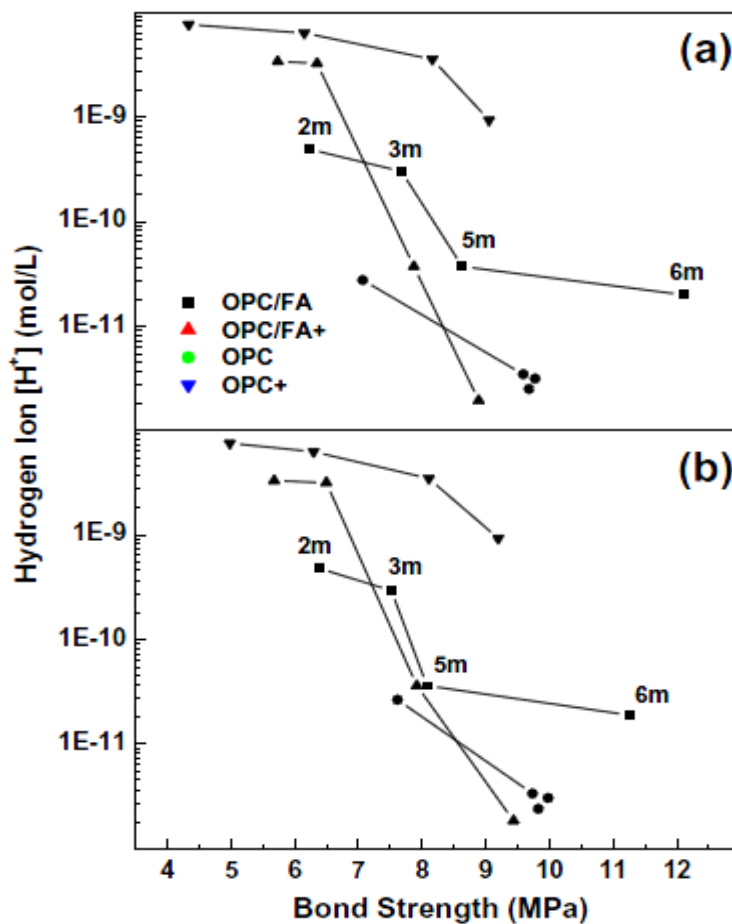 (a)
1E-9
2m
3m
1E-10
5m
6m
OPC/FA
OPC/FA+
OPC
OPC+
1E-11
Hydrogen Ion [H⁺] (mol/L)
(b)
1E-9
2m
3m
1E-10
5m
6m
1E-11
4 5 6 7 8 9 10 11 12
Bond Strength (MPa)